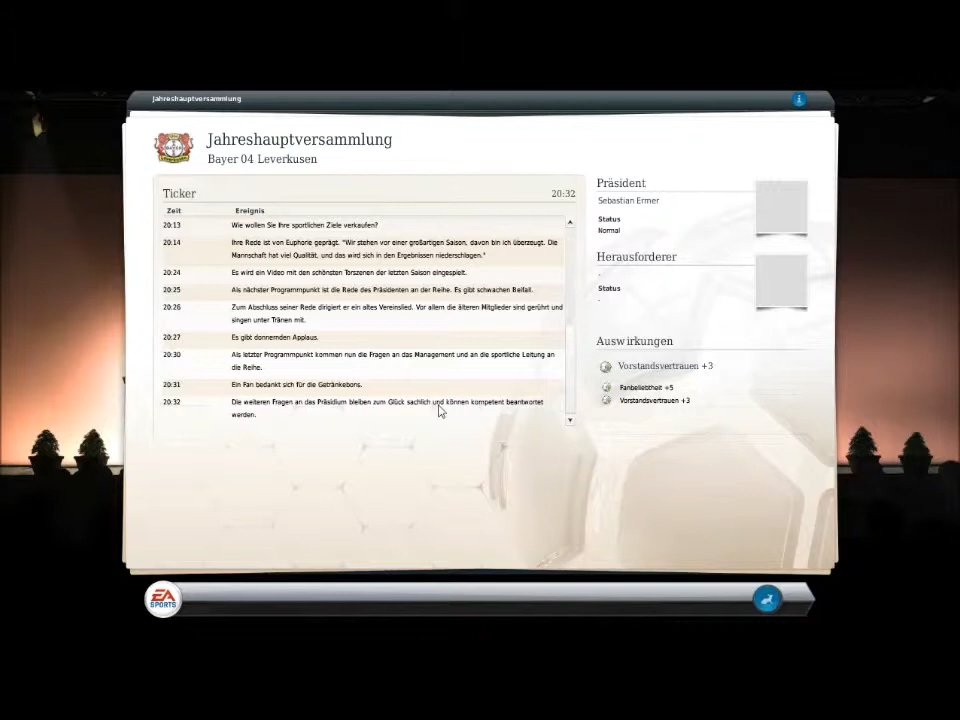 Jahreshauptversammlung
Jahreshauptversammlung
Bayer 04 Leverkusen
Ticker 20:32
Zeit Ereignis
20:13 Wie wollen Sie Ihre sportlichen Ziele verkaufen?
20:14 Ihre Rede ist von Euphorie geprägt. "Wir stehen vor einer großartigen Saison, davon bin ich überzeugt. Die
Mannschaft hat viel Qualität, und das wird sich in den Ergebnissen niederschlagen."
20:24 Es wird ein Video mit den schönsten Torszenen der letzten Saison eingespielt.
20:25 Als nächster Programmpunkt ist die Rede des Präsidenten an der Reihe. Es gibt schwachen Beifall.
20:26 Zum Abschluss seiner Rede dirigiert er ein altes Vereinslied. Vor allem die älteren Mitglieder sind gerührt und
singen unter Tränen mit.
20:27 Es gibt donnernden Applaus.
20:30 Als letzter Programmpunkt kommen nun die Fragen an das Management und an die sportliche Leitung an
die Reihe.
20:31 Ein Fan bedankt sich für die Getränkebons.
20:32 Die weiteren Fragen an das Präsidium bleiben zum Glück sachlich und können kompetent beantwortet
werden.
Präsident
Sebastian Ermer
Status
Normal
Herausforderer
-
Status
-
Auswirkungen
Vorstandsvertrauen +3
Fanbeliebtheit +5
Vorstandsvertrauen +3
EA
SPORTS